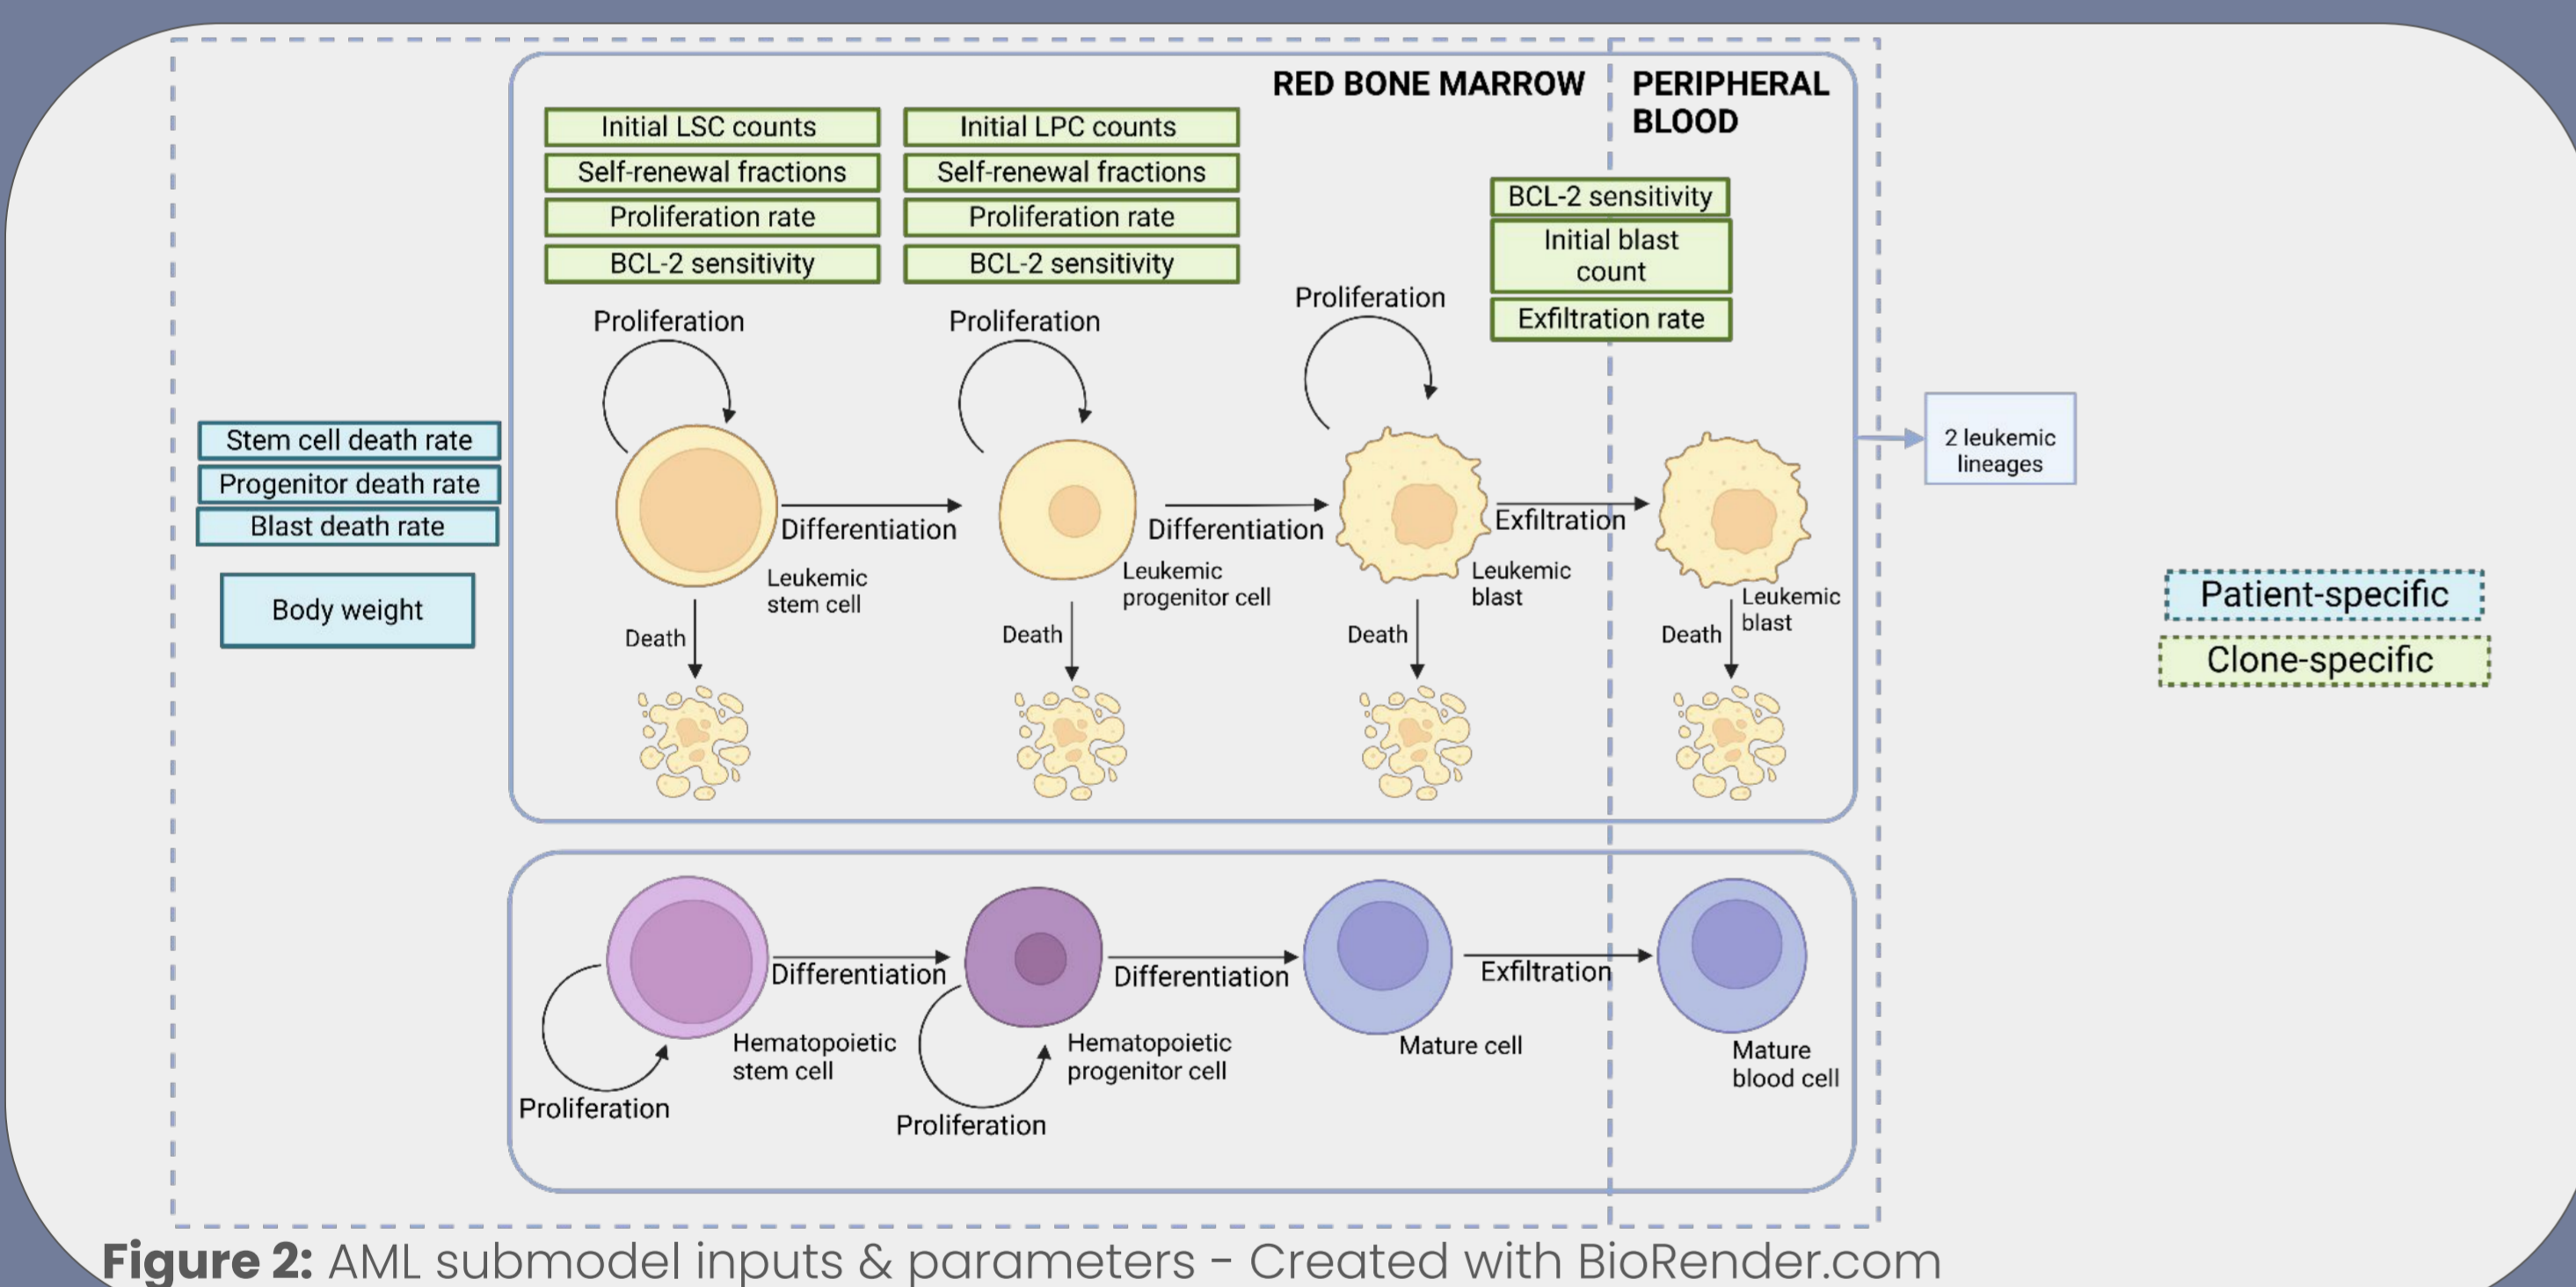 RED BONE MARROW
PERIPHERAL
BLOOD
Initial LSC counts
Self-renewal fractions
Proliferation rate
BCL-2 sensitivity
Initial LPC counts
Self-renewal fractions
Proliferation rate
BCL-2 sensitivity
BCL-2 sensitivity
Initial blast
count
Exfiltration rate
Proliferation
Proliferation
Proliferation
Stem cell death rate
Progenitor death rate
Blast death rate
Body weight
Differentiation
Differentiation
Exfiltration
Leukemic
stem cell
Leukemic
progenitor cell
Leukemic
blast
Leukemic
blast
Death
Death
Death
Death
2 leukemic
lineages
Patient-specific
Clone-specific
Differentiation
Differentiation
Exfiltration
Hematopoietic
stem cell
Hematopoietic
progenitor cell
Mature cell
Mature
blood cell
Proliferation
Proliferation
Figure 2: AML submodel inputs & parameters - Created with BioRender.com